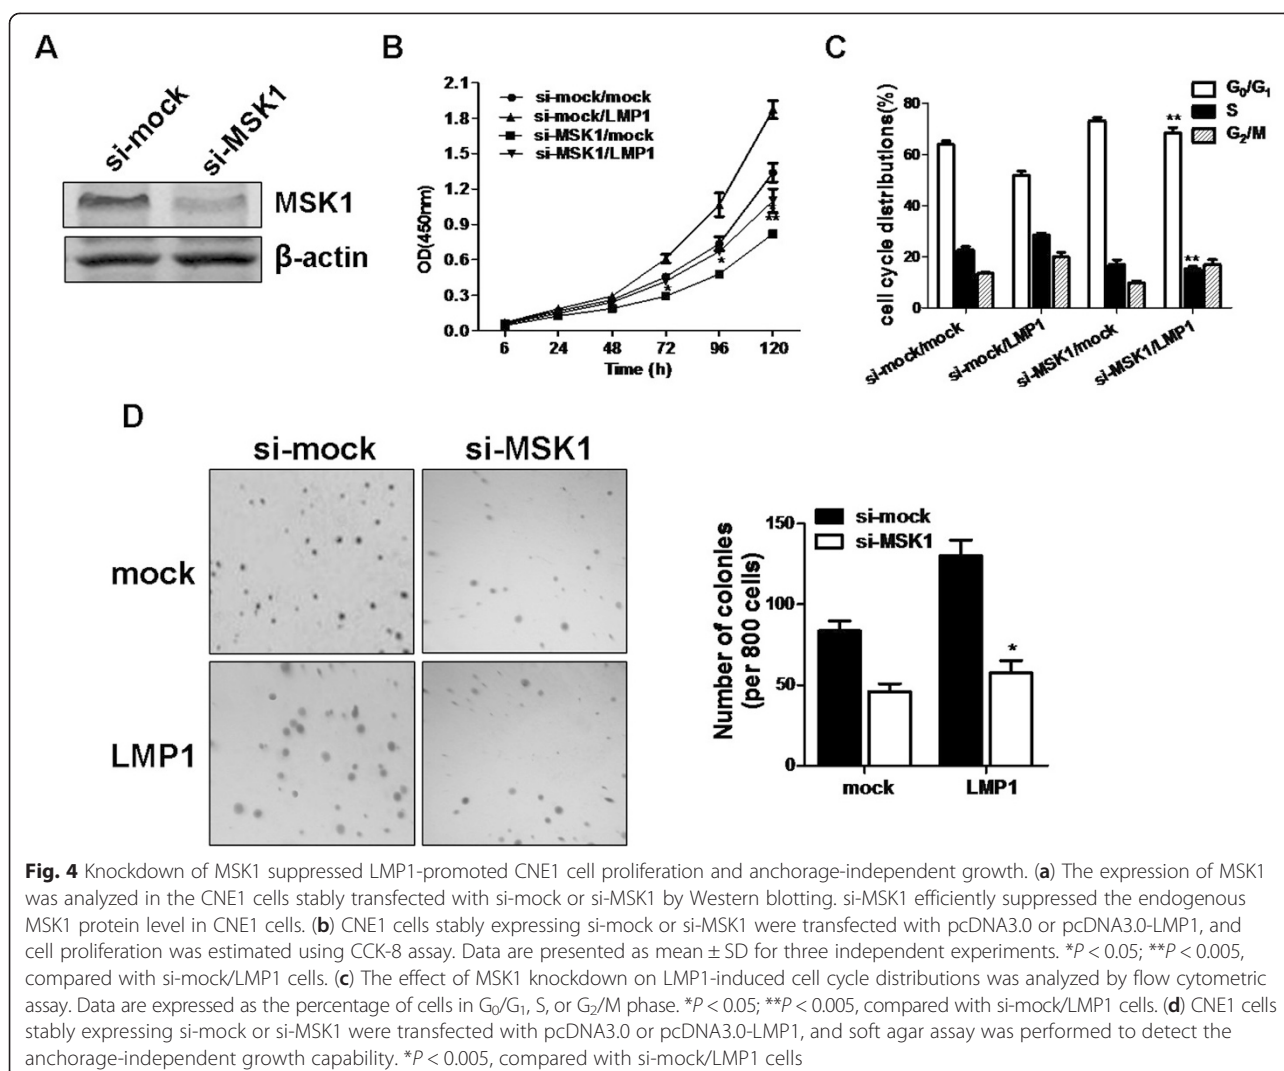 A
si-mock
si-MSK1
MSK1
β-actin
B
2.1
1.8
1.5
1.2
0.9
0.6
0.3
0.0
OD(450nm)
si-mock/mock
si-mock/LMP1
si-MSK1/mock
si-MSK1/LMP1
*
*
*
**
6 24 48 72 96 120
Time (h)
C
80
60
40
20
0
cell cycle distributions(%)
G₀/G₁
S
G₂/M
**
**
si-mock/mock
si-mock/LMP1
si-MSK1/mock
si-MSK1/LMP1
D
si-mock si-MSK1
mock
LMP1
Number of colonies
(per 800 cells)
150
100
50
0
si-mock
si-MSK1
*
mock LMP1
Fig. 4 Knockdown of MSK1 suppressed LMP1-promoted CNE1 cell proliferation and anchorage-independent growth. (a) The expression of MSK1
was analyzed in the CNE1 cells stably transfected with si-mock or si-MSK1 by Western blotting. si-MSK1 efficiently suppressed the endogenous
MSK1 protein level in CNE1 cells. (b) CNE1 cells stably expressing si-mock or si-MSK1 were transfected with pcDNA3.0 or pcDNA3.0-LMP1, and
cell proliferation was estimated using CCK-8 assay. Data are presented as mean ± SD for three independent experiments. *P < 0.05; **P < 0.005,
compared with si-mock/LMP1 cells. (c) The effect of MSK1 knockdown on LMP1-induced cell cycle distributions was analyzed by flow cytometric
assay. Data are expressed as the percentage of cells in G₀/G₁, S, or G₂/M phase. *P < 0.05; **P < 0.005, compared with si-mock/LMP1 cells. (d) CNE1 cells
stably expressing si-mock or si-MSK1 were transfected with pcDNA3.0 or pcDNA3.0-LMP1, and soft agar assay was performed to detect the
anchorage-independent growth capability. *P < 0.005, compared with si-mock/LMP1 cells